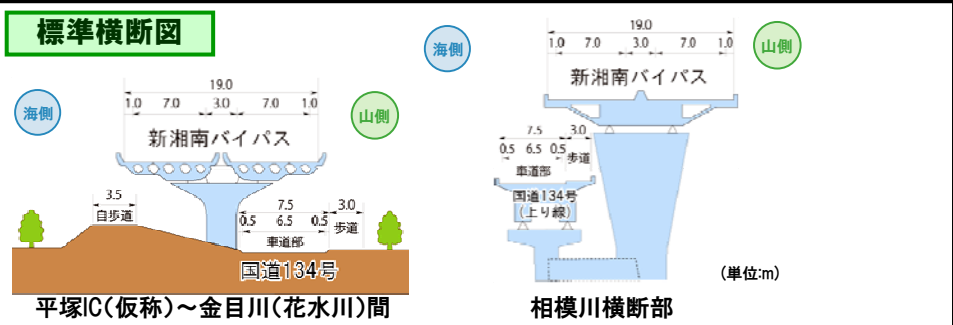 標準横断図
海側
山側
19.0
1.0 7.0 3.0 7.0 1.0
新湘南バイパス
3.5
自歩道
7.5 3.0
0.5 6.5 0.5 歩道
車道部
国道134号
平塚IC(仮称)~金目川(花水川)間
海側
山側
19.0
1.0 7.0 3.0 7.0 1.0
新湘南バイパス
7.5 3.0
0.5 6.5 0.5 歩道
車道部
国道134号
(上り線)
(単位:m)
相模川横断部